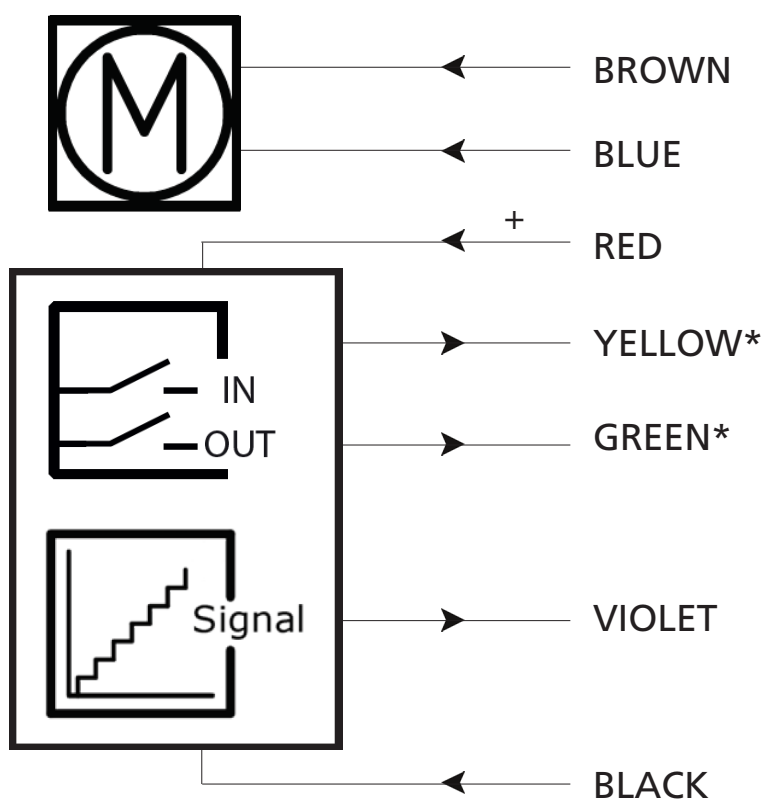 M
BROWN
BLUE
+
RED
YELLOW*
IN
GREEN*
OUT
Signal
VIOLET
BLACK